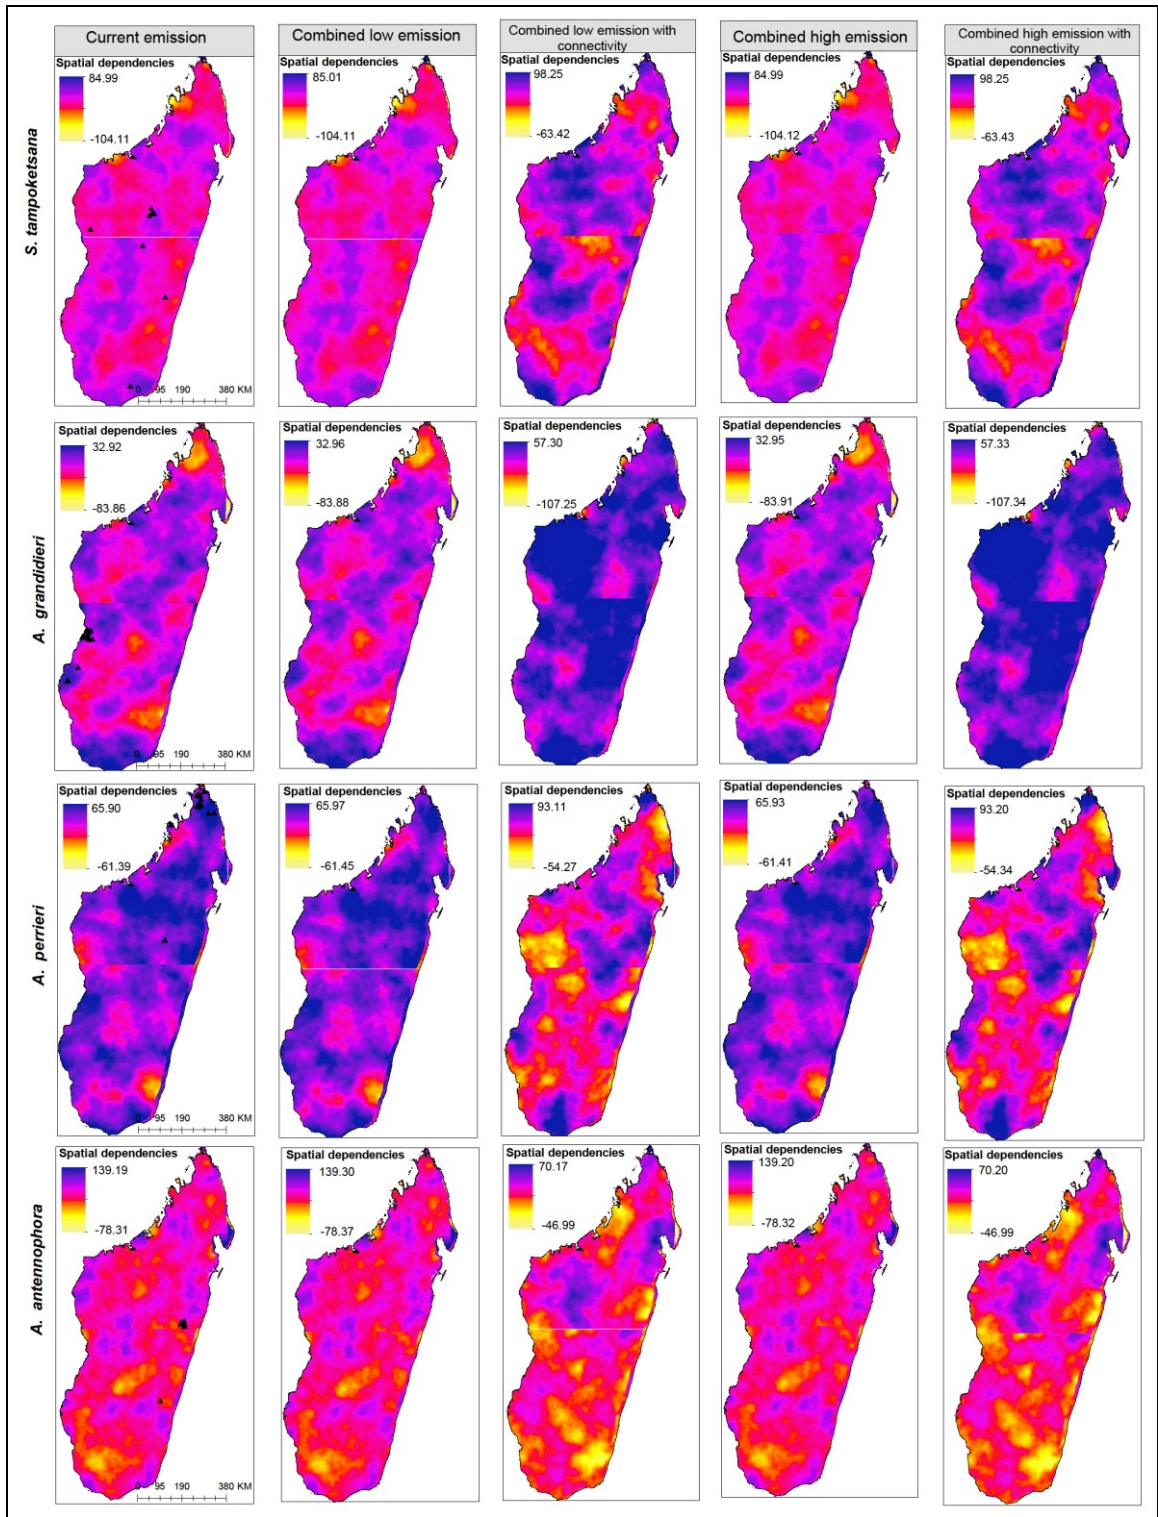 Current emission
Combined low emission
Combined low emission with
connectivity
Combined high emission
Combined high emission with
connectivity
S. tampoketsana
Spatial dependencies
84.99
-104.11
0 95 190 380 KM
Spatial dependencies
85.01
-104.11
Spatial dependencies
98.25
-63.42
Spatial dependencies
84.99
-104.12
Spatial dependencies
98.25
-63.43
A. grandidieri
Spatial dependencies
32.92
-83.86
0 95 190 380 KM
Spatial dependencies
32.96
-83.88
Spatial dependencies
57.30
-107.25
Spatial dependencies
32.95
-83.91
Spatial dependencies
57.33
-107.34
A. perrieri
Spatial dependencies
65.90
-61.39
0 95 190 380 KM
Spatial dependencies
65.97
-61.45
Spatial dependencies
93.11
-54.27
Spatial dependencies
65.93
-61.41
Spatial dependencies
93.20
-54.34
A. antennophora
Spatial dependencies
139.19
-78.31
0 95 190 380 KM
Spatial dependencies
139.30
-78.37
Spatial dependencies
70.17
-46.99
Spatial dependencies
139.20
-78.32
Spatial dependencies
70.20
-46.99